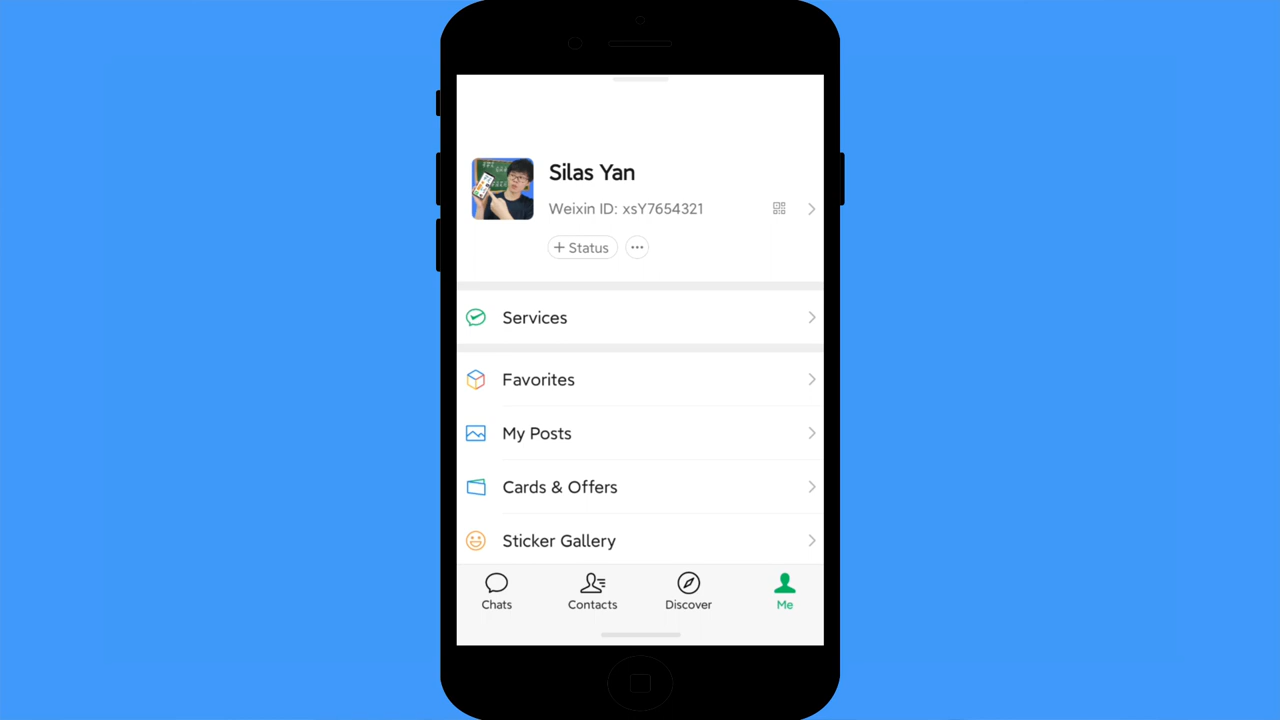 Silas Yan
Weixin ID: xsY7654321
+ Status
Services
Favorites
My Posts
Cards & Offers
Sticker Gallery
Chats Contacts Discover Me